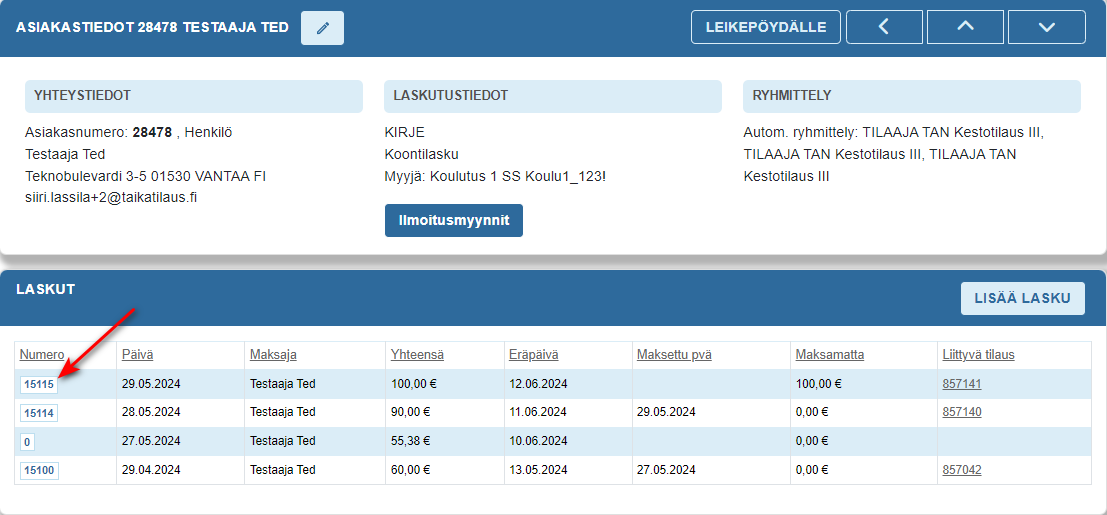 ASIAKASTIEDOT 28478 TESTAAJA TED
LEIKEPÖYDÄLLE
YHTEYSTIEDOT
Asiakasnumero: 28478 , Henkilö
Testaaja Ted
Teknobulevardi 3-5 01530 VANTAA FI
siiri.lassila+2@taikatilaus.fi
LASKUTUSTIEDOT
KIRJE
Koontilasku
Myyjä: Koulutus 1 SS Koulu1_123!
Ilmoitusmyynnit
RYHMITTELY
Autom. ryhmittely: TILAAJA TAN Kestotilaus III,
TILAAJA TAN Kestotilaus III, TILAAJA TAN
Kestotilaus III
LASKUT
LISÄÄ LASKU
Numero Päivä Maksaja Yhteensä Eräpäivä Maksettu pvä Maksamatta Liittyvä tilaus
15115 29.05.2024 Testaaja Ted 100,00 € 12.06.2024 100,00 € 857141
15114 28.05.2024 Testaaja Ted 90,00 € 11.06.2024 29.05.2024 0,00 € 857140
0 27.05.2024 Testaaja Ted 55,38 € 10.06.2024 0,00 €
15100 29.04.2024 Testaaja Ted 60,00 € 13.05.2024 27.05.2024 0,00 € 857042